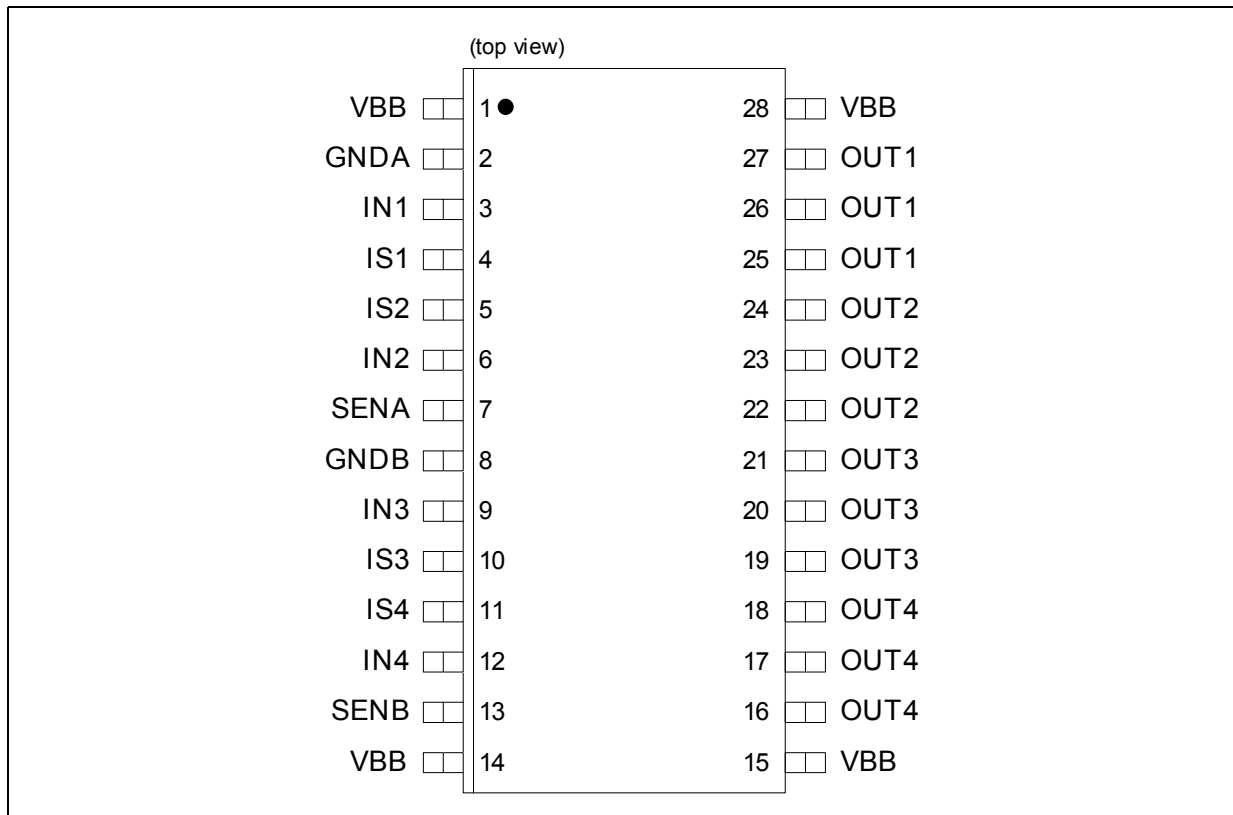 (top view)
VBB 1 28 VBB
GNDA 2 27 OUT1
IN1 3 26 OUT1
IS1 4 25 OUT1
IS2 5 24 OUT2
IN2 6 23 OUT2
SENA 7 22 OUT2
GNDB 8 21 OUT3
IN3 9 20 OUT3
IS3 10 19 OUT3
IS4 11 18 OUT4
IN4 12 17 OUT4
SENB 13 16 OUT4
VBB 14 15 VBB